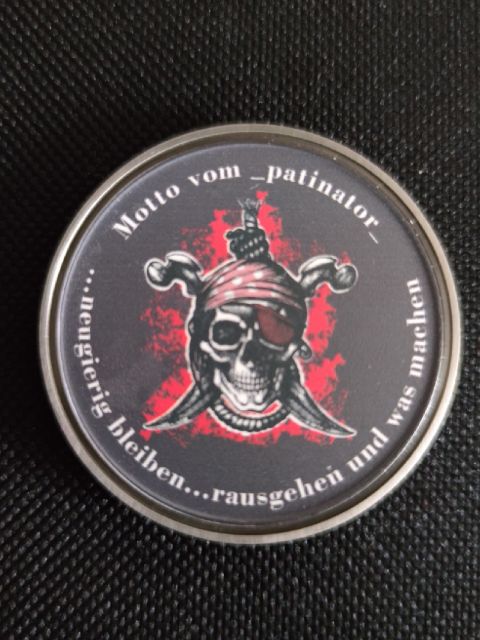 Motto vom _patinator_
...neugierig bleiben...rausgehen und was machen